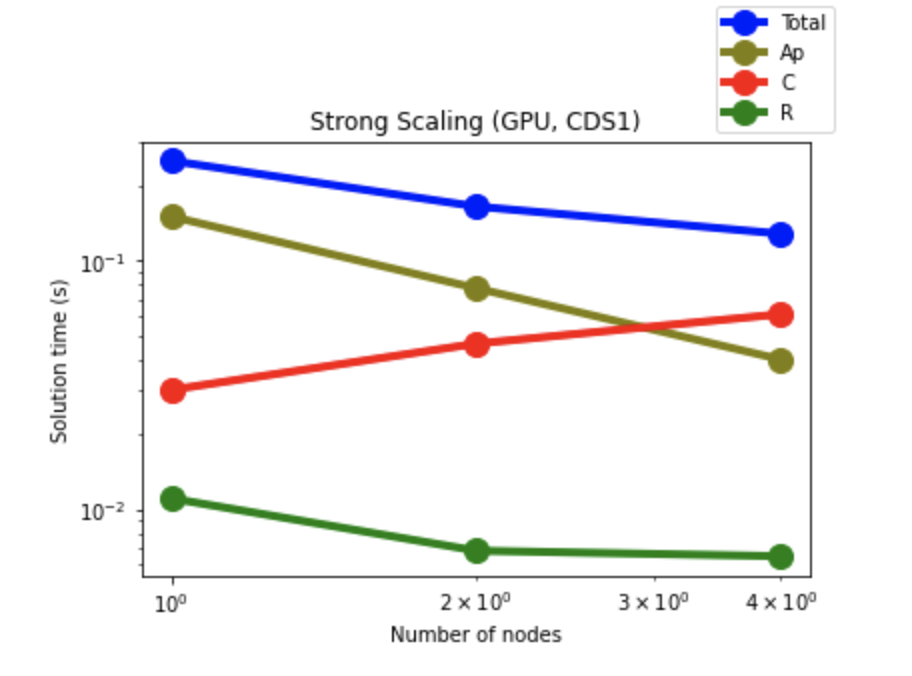 Total
Ap
C
R
Strong Scaling (GPU, CDS1)
Solution time (s)
10⁻¹
10⁻²
10⁰
2 × 10⁰
3 × 10⁰
4 × 10⁰
Number of nodes